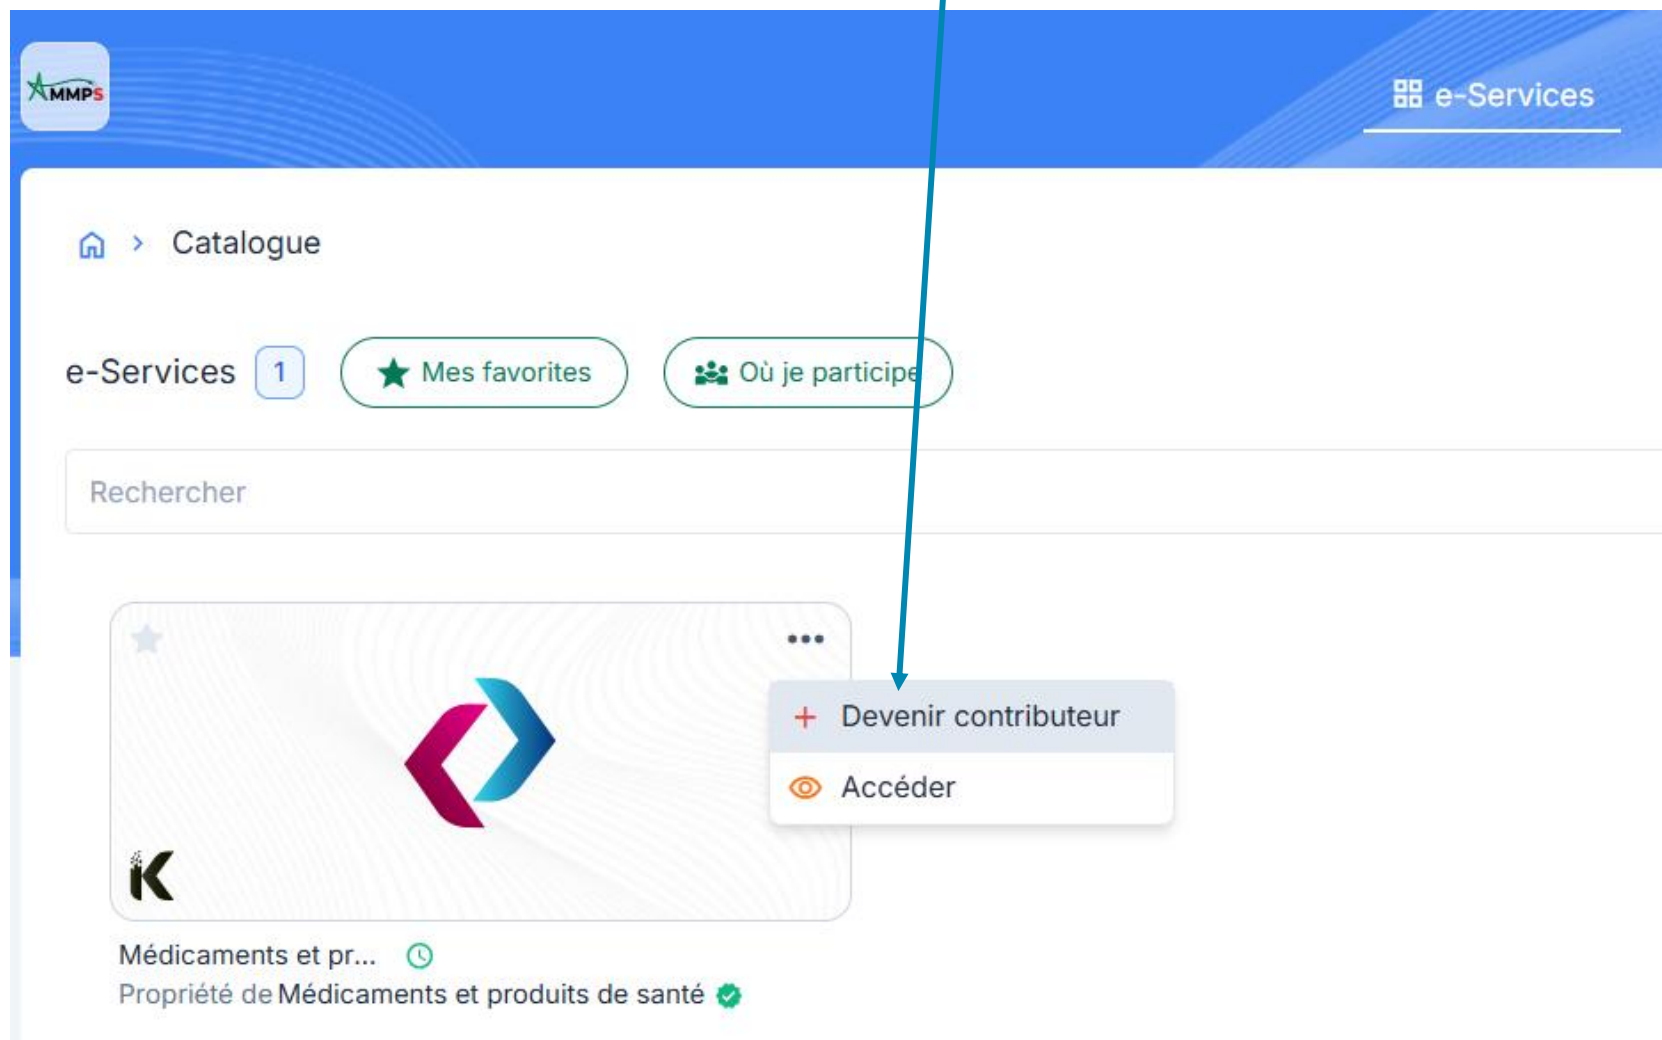 AMMPS
e-Services
Catalogue
e-Services 1 Mes favorites Où je participe
Rechercher
Devenir contributeur
Accéder
K
Médicaments et pr...
Propriété de Médicaments et produits de santé